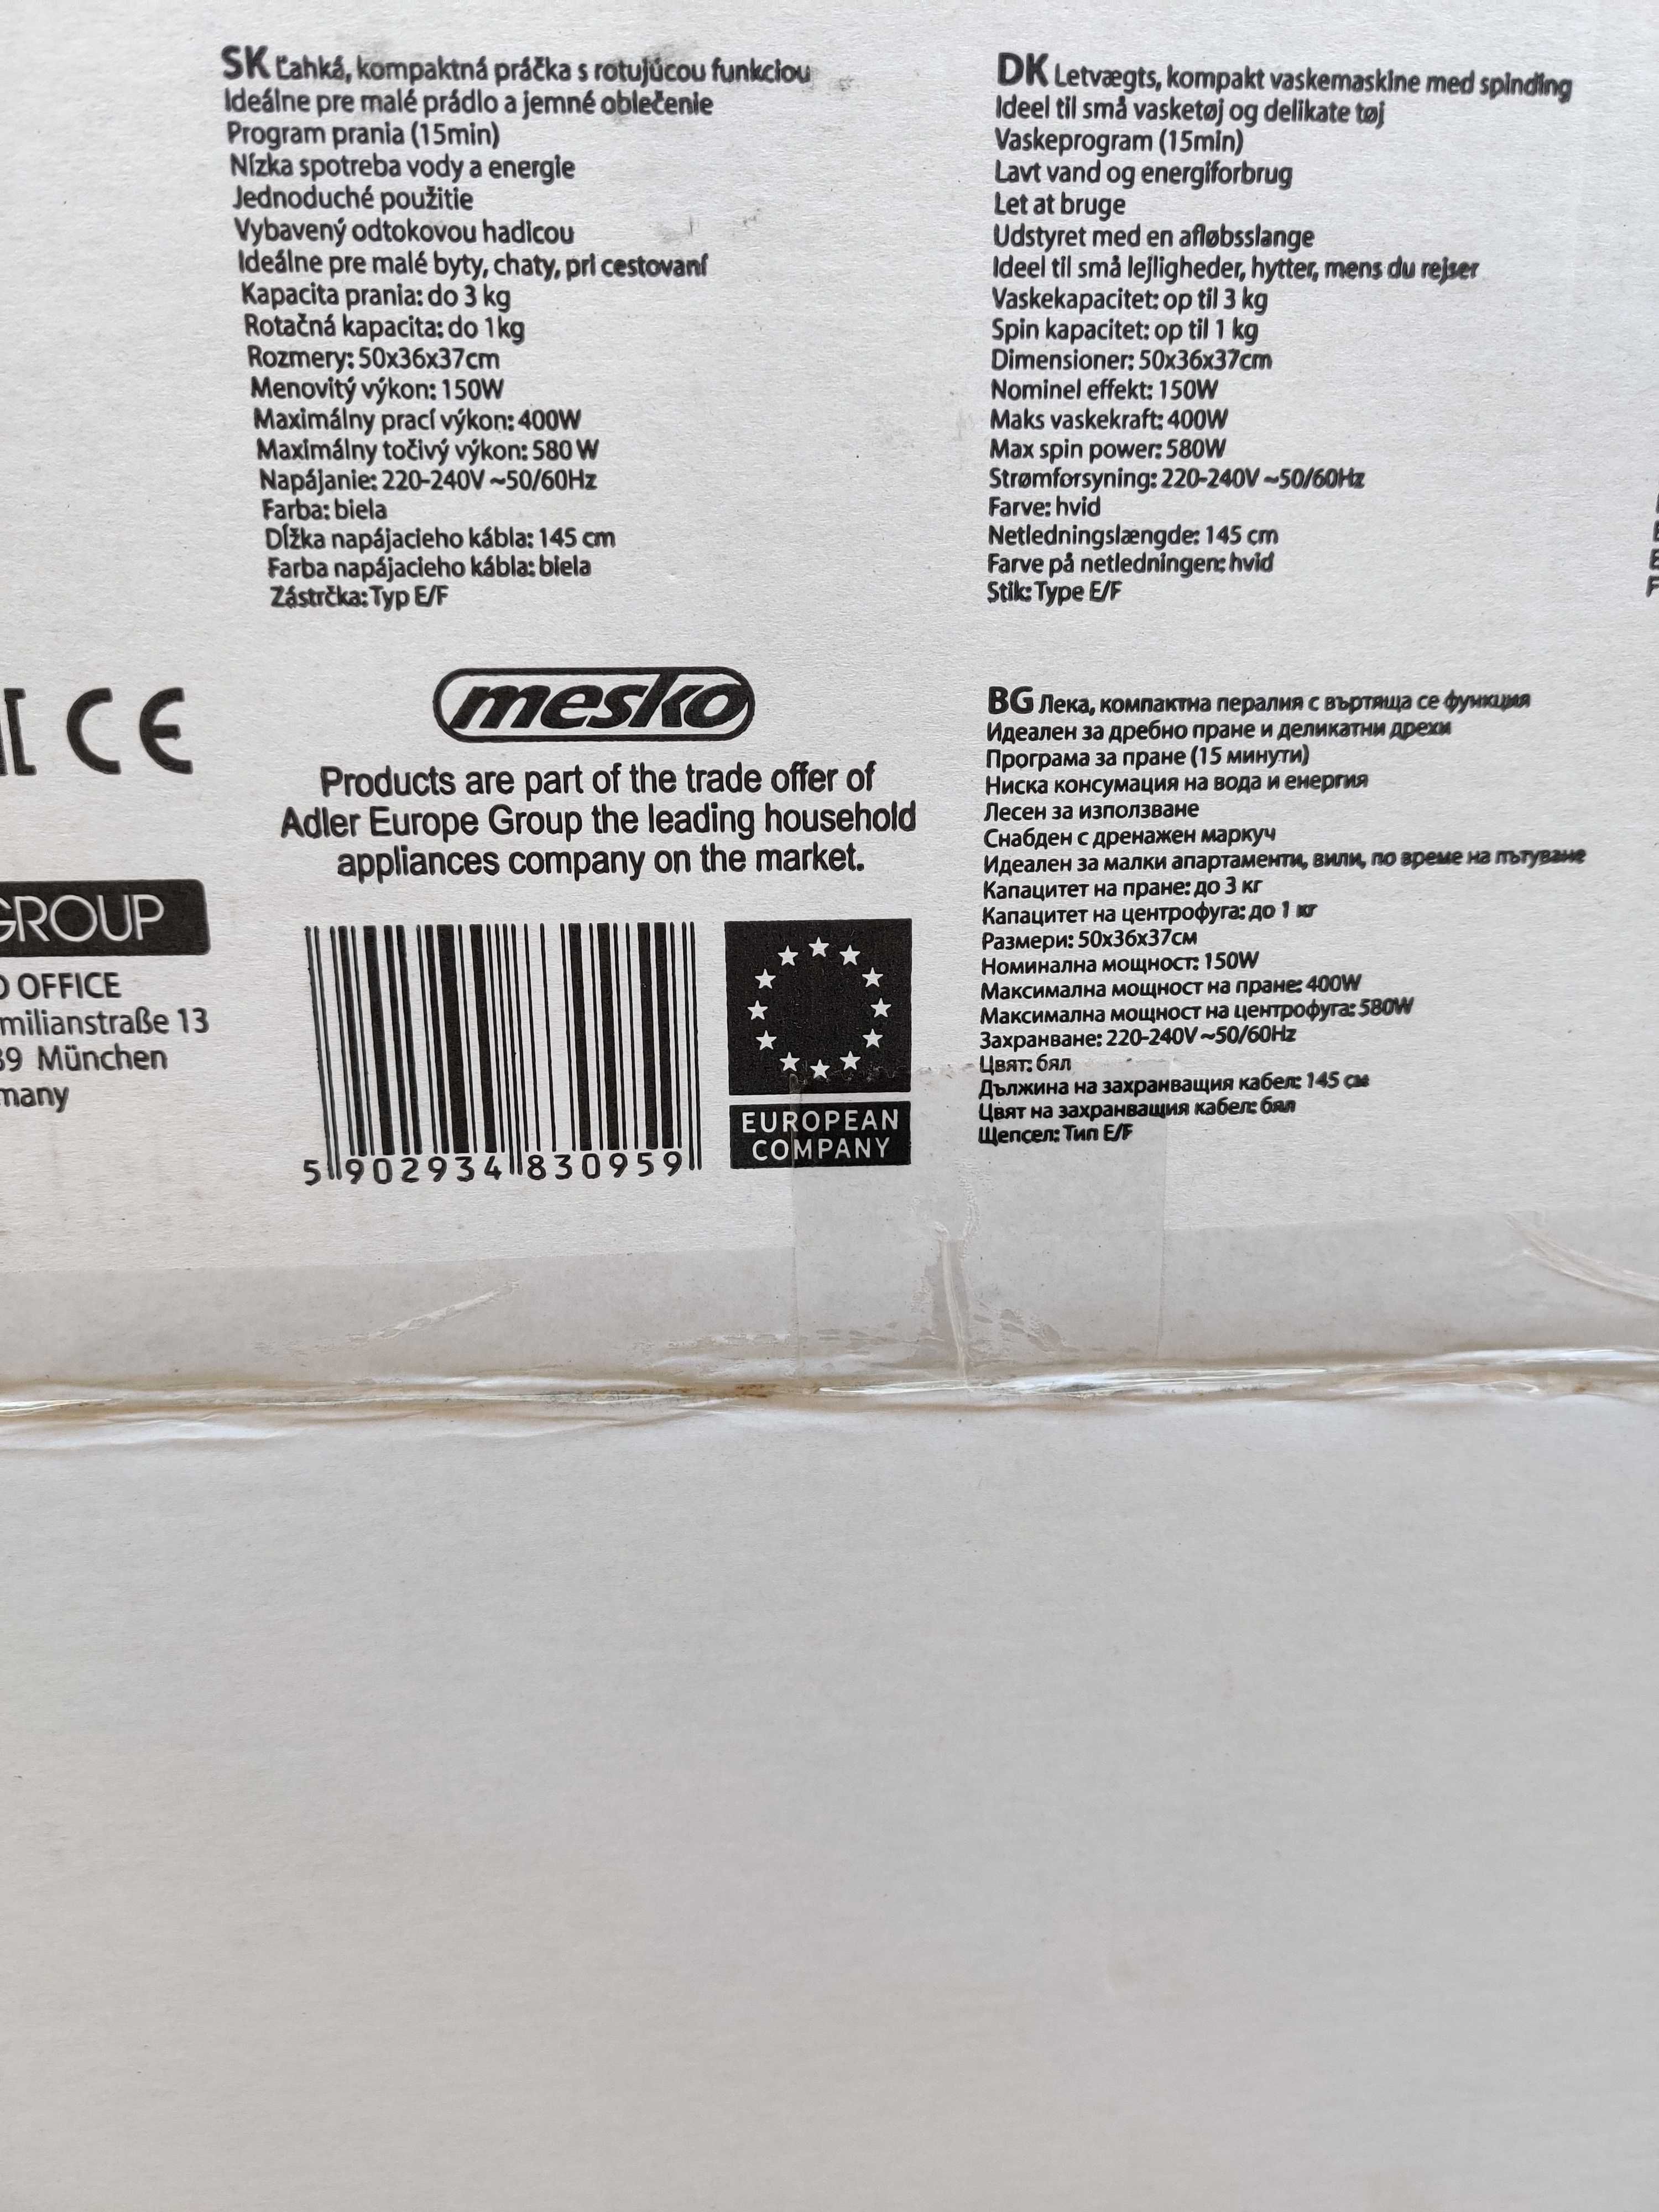 SK Ľahká, kompaktná práčka s rotujúcou funkciou
Ideálne pre malé prádlo a jemné oblečenie
Program prania (15min)
Nízka spotreba vody a energie
Jednoduché použitie
Vybavený odtokovou hadicou
Ideálne pre malé byty, chaty, pri cestovaní
Kapacita prania: do 3 kg
Rotačná kapacita: do 1kg
Rozmery: 50x36x37cm
Menovitý výkon: 150W
Maximálny prací výkon: 400W
Maximálny točivý výkon: 580 W
Napájanie: 220-240V ~50/60Hz
Farba: biela
Dĺžka napájacieho kábla: 145 cm
Farba napájacieho kábla: biela
Zástrčka: Typ E/F
DK Letvægts, kompakt vaskemaskine med spinding
Ideel til små vasketøj og delikate tøj
Vaskeprogram (15min)
Lavt vand og energiforbrug
Let at bruge
Udstyret med en afløbsslange
Ideel til små lejligheder, hytter, mens du rejser
Vaskekapacitet: op til 3 kg
Spin kapacitet: op til 1 kg
Dimensioner: 50x36x37cm
Nominel effekt: 150W
Maks vaskekraft: 400W
Max spin power: 580W
Strømforsyning: 220-240V ~50/60Hz
Farve: hvid
Netledningslængde: 145 cm
Farve på netledningen: hvid
Stik: Type E/F
CE
GROUP
OFFICE
milianstraße 13
39 München
many
mesko
Products are part of the trade offer of
Adler Europe Group the leading household
appliances company on the market.
5 902934 830959
EUROPEAN
COMPANY
BG Лека, компактна пералия с въртяща се функция
Идеален за дребно пране и деликатни дрехи
Програма за пране (15 минути)
Ниска консумация на вода и енергия
Лесен за използване
Снабден с дренажен маркуч
Идеален за малки апартаменти, вили, по време на пътуване
Капацитет на пране: до 3 кг
Капацитет на центрофуга: до 1 кг
Размери: 50x36x37см
Номинална мощност: 150W
Максимална мощност на пране: 400W
Максимална мощност на центрофуга: 580W
Захранване: 220-240V ~50/60Hz
Цвят: бял
Дължина на захранващия кабел: 145 см
Цвят на захранващия кабел: бял
Щепсел: Тип E/F